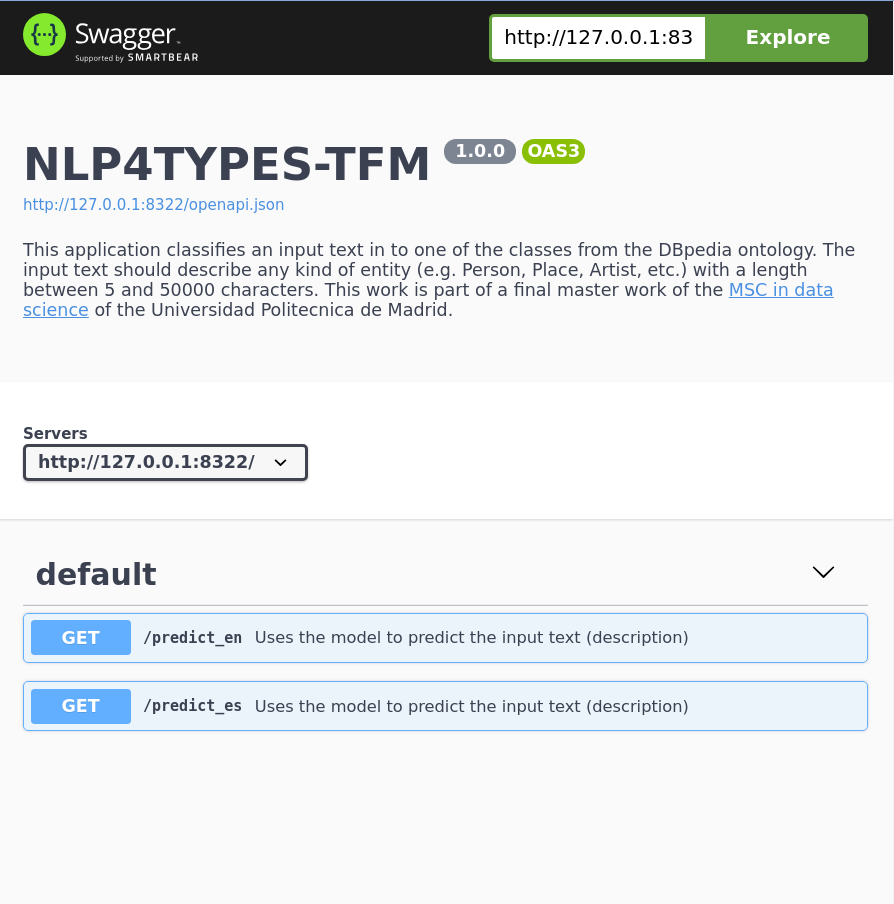 {···} Swagger™
Supported by SMARTBEAR
http://127.0.0.1:83
Explore
NLP4TYPES-TFM 1.0.0 OAS3
http://127.0.0.1:8322/openapi.json
This application classifies an input text in to one of the classes from the DBpedia ontology. The
input text should describe any kind of entity (e.g. Person, Place, Artist, etc.) with a length
between 5 and 50000 characters. This work is part of a final master work of the MSC in data
science of the Universidad Politecnica de Madrid.
Servers
http://127.0.0.1:8322/
default
GET /predict_en Uses the model to predict the input text (description)
GET /predict_es Uses the model to predict the input text (description)